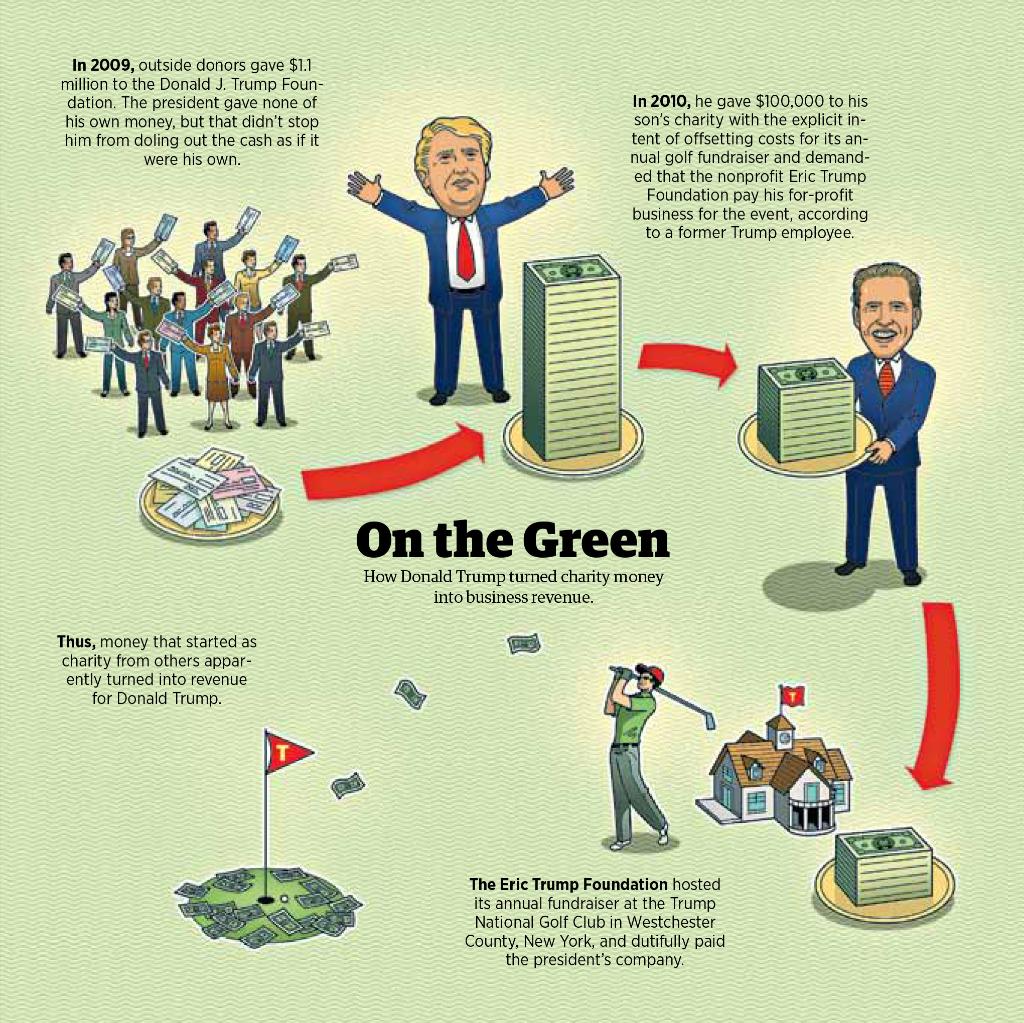 In 2009, outside donors gave $1.1
million to the Donald J. Trump Foun-
dation. The president gave none of
his own money, but that didn't stop
him from doling out the cash as if it
were his own.
In 2010, he gave $100,000 to his
son's charity with the explicit in-
tent of offsetting costs for its an-
nual golf fundraiser and demand-
ed that the nonprofit Eric Trump
Foundation pay his for-profit
business for the event, according
to a former Trump employee.
On the Green
How Donald Trump turned charity money
into business revenue.
Thus, money that started as
charity from others appar-
ently turned into revenue
for Donald Trump.
T
T
The Eric Trump Foundation hosted
its annual fundraiser at the Trump
National Golf Club in Westchester
County, New York, and dutifully paid
the president's company.